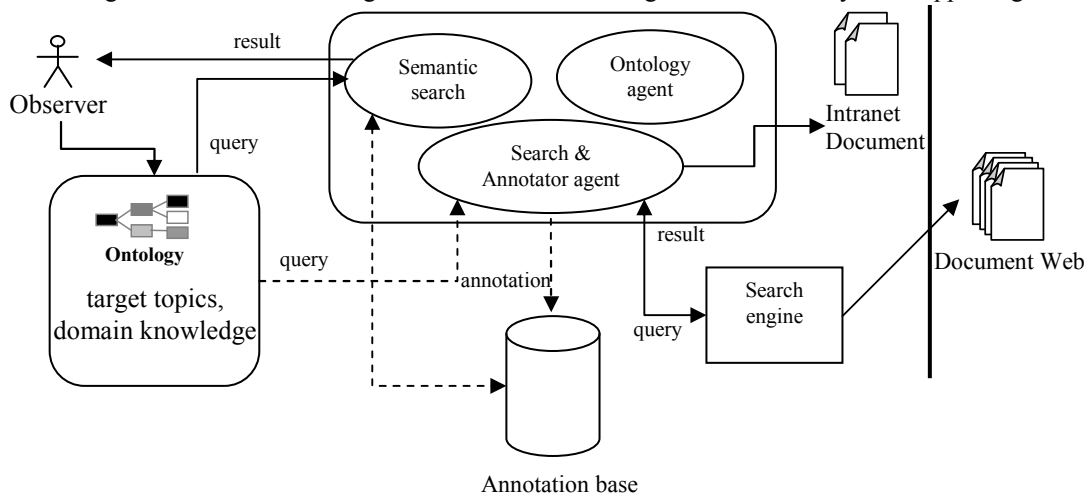 result
Observer
Semantic
search
Ontology
agent
Intranet
Document
query
Search &
Annotator agent
Ontology
target topics,
domain knowledge
query
annotation
result
query
Search
engine
Document Web
Annotation base